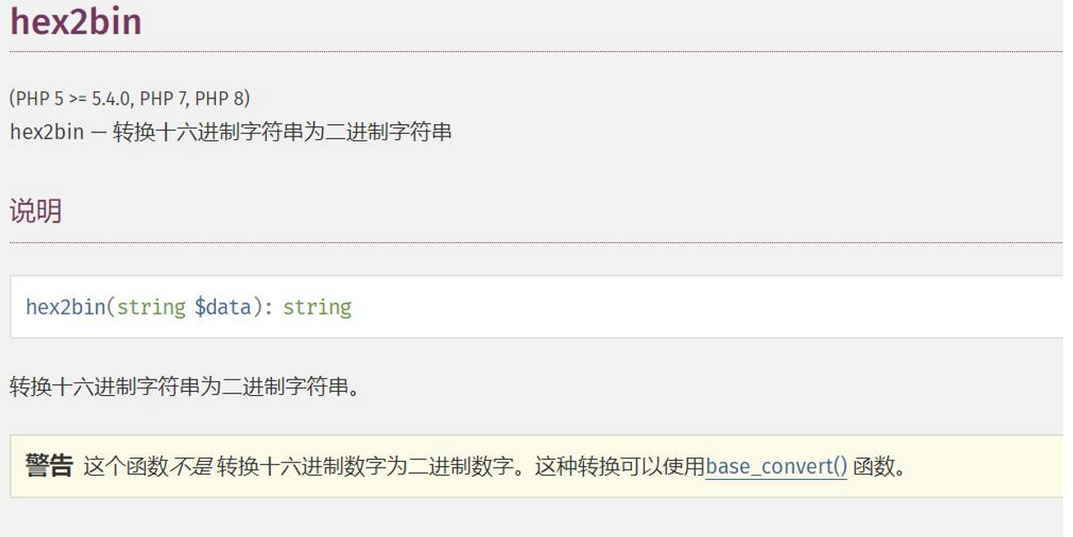 hex2bin
(PHP 5 >= 5.4.0, PHP 7, PHP 8)
hex2bin — 转换十六进制字符串为二进制字符串
说明
hex2bin(string $data): string
转换十六进制字符串为二进制字符串。
警告 这个函数不是 转换十六进制数字为二进制数字。这种转换可以使用base_convert() 函数。